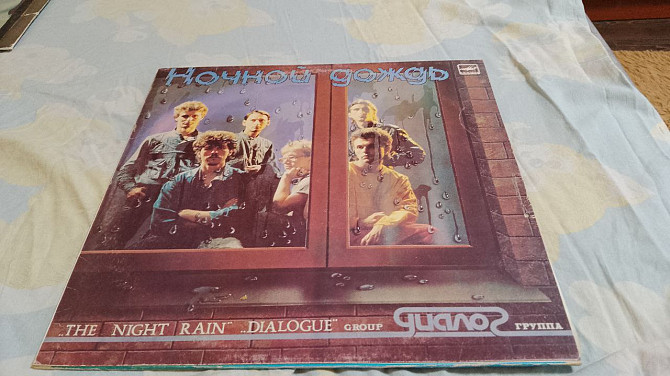 Ночной дождь
„THE NIGHT RAIN” „DIALOGUE” GROUP ДИАЛОГ ГРУППА